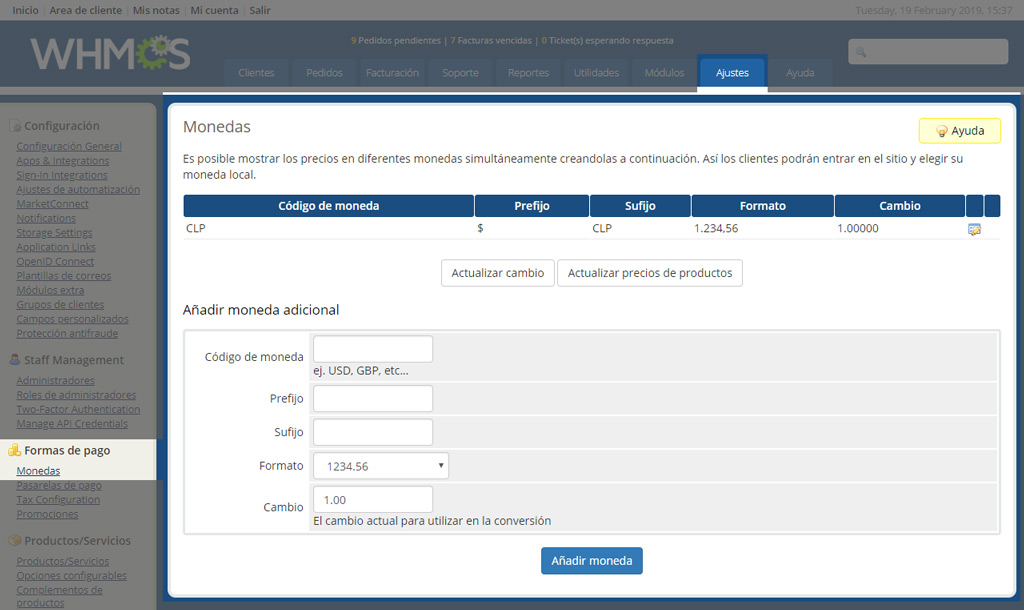 Inicio | Area de cliente | Mis notas | Mi cuenta | Salir
Tuesday, 19 February 2019, 15:37
WHMCS
9 Pedidos pendientes | 7 Facturas vencidas | 0 Ticket(s) esperando respuesta
Clientes Pedidos Facturación Soporte Reportes Utilidades Módulos Ajustes Ayuda
Configuración
Configuración General
Apps & Integrations
Sign-In Integrations
Ajustes de automatización
MarketConnect
Notifications
Storage Settings
Application Links
OpenID Connect
Plantillas de correos
Módulos extra
Grupos de clientes
Campos personalizados
Protección antifraude
Staff Management
Administradores
Roles de administradores
Two-Factor Authentication
Manage API Credentials
Formas de pago
Monedas
Pasarelas de pago
Tax Configuration
Promociones
Productos/Servicios
Productos/Servicios
Opciones configurables
Complementos de
productos
Monedas
Ayuda
Es posible mostrar los precios en diferentes monedas simultáneamente creandolas a continuación. Así los clientes podrán entrar en el sitio y elegir su
moneda local.
Código de moneda Prefijo Sufijo Formato Cambio
CLP $ CLP 1.234.56 1.00000
Actualizar cambio Actualizar precios de productos
Añadir moneda adicional
Código de moneda
ej. USD, GBP, etc...
Prefijo
Sufijo
Formato 1234.56
Cambio 1.00
El cambio actual para utilizar en la conversión
Añadir moneda